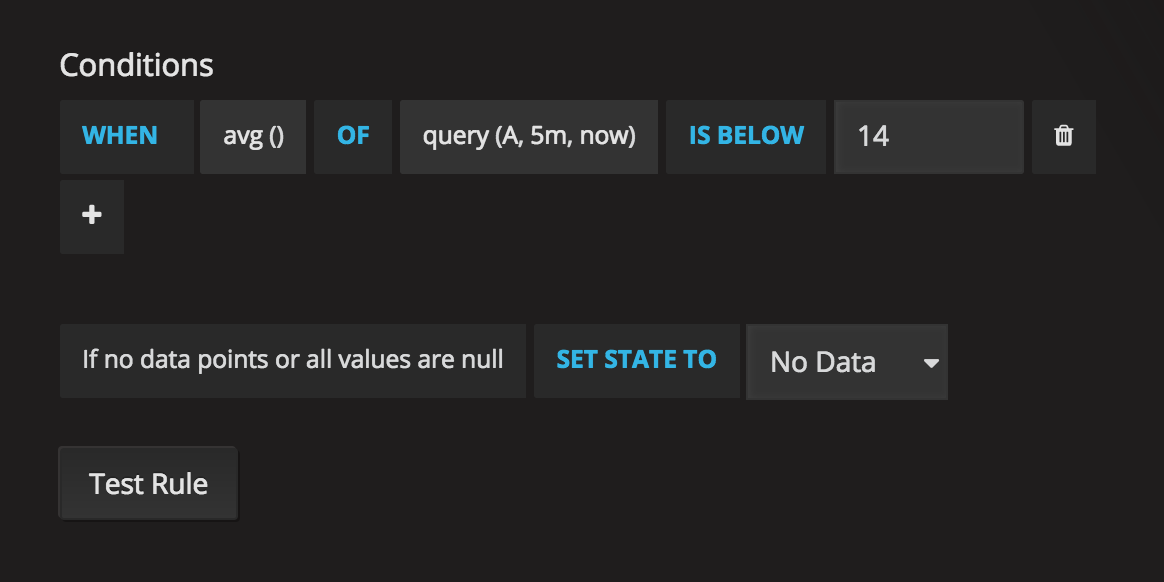 Conditions
WHEN avg () OF query (A, 5m, now) IS BELOW 14
+
If no data points or all values are null SET STATE TO No Data
Test Rule